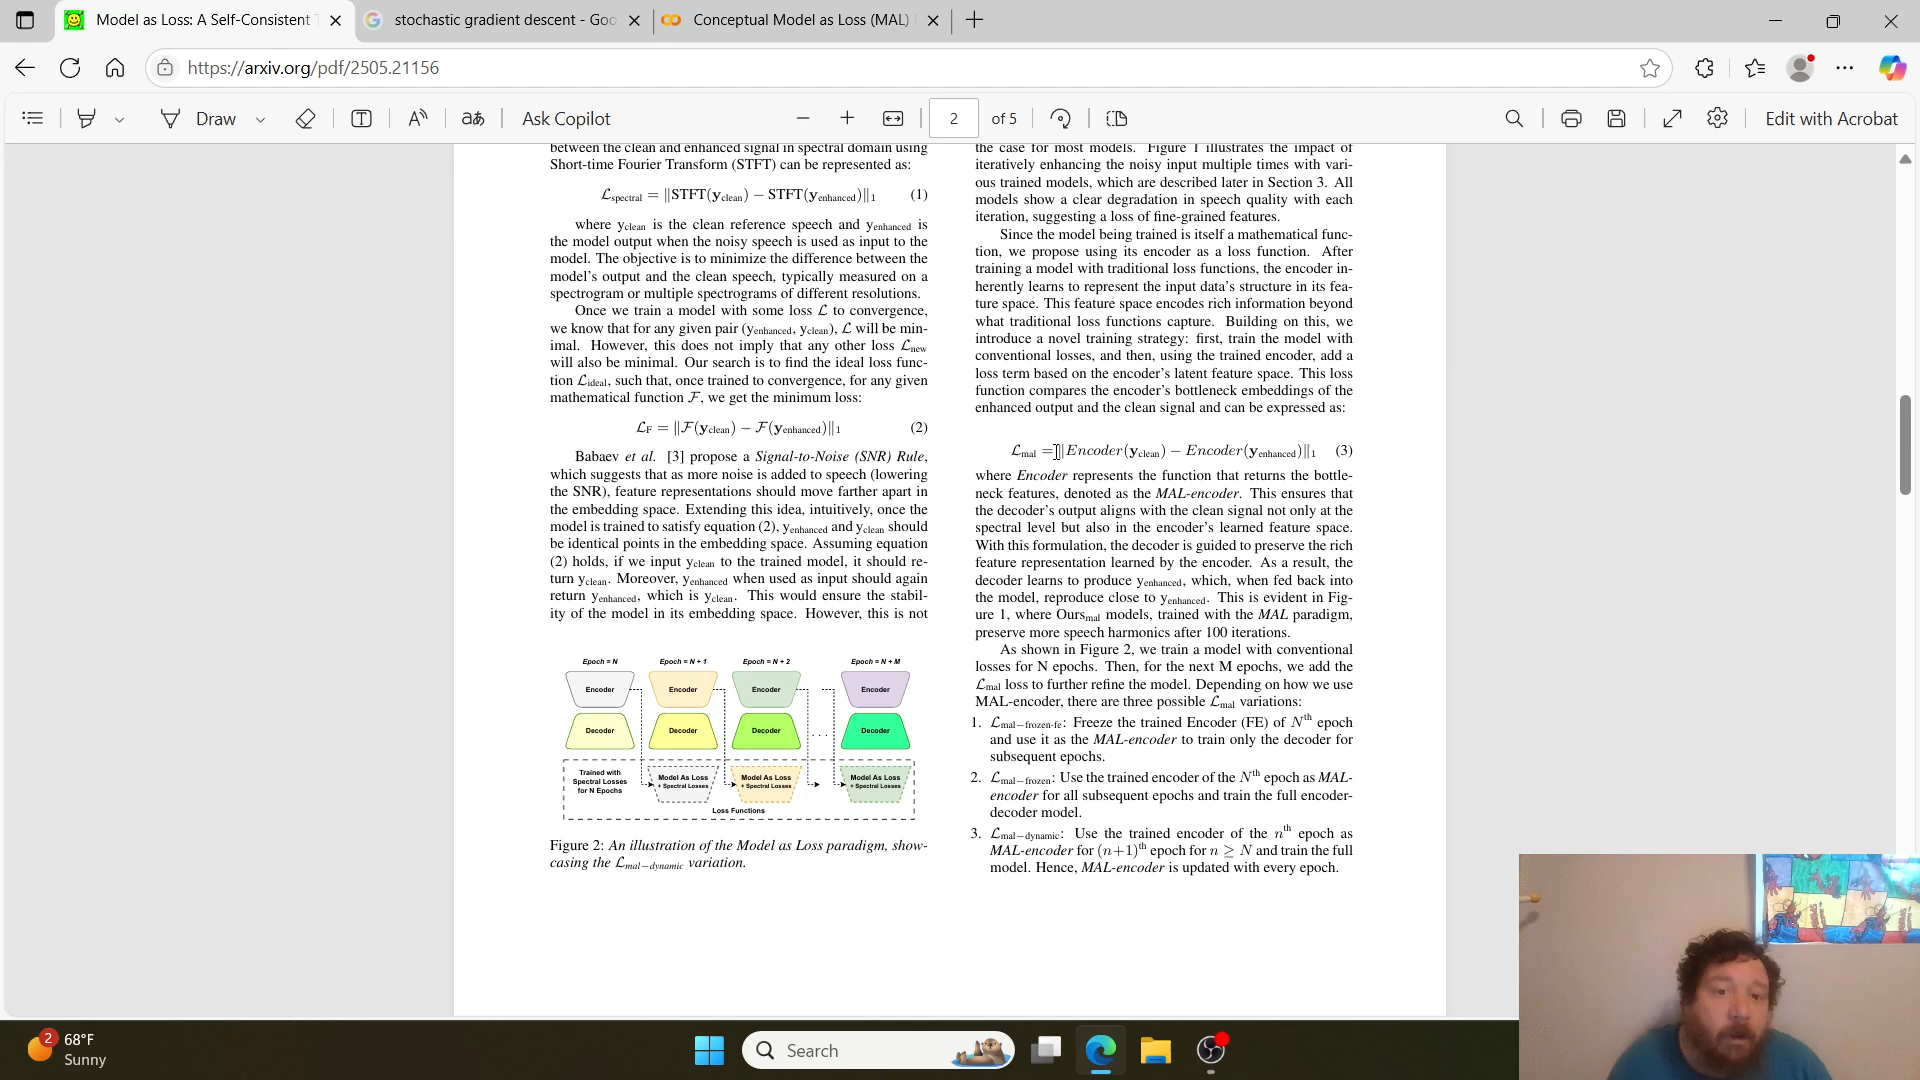 Model as Loss: A Self-Consistent T
stochastic gradient descent - Goo
Conceptual Model as Loss (MAL)
https://arxiv.org/pdf/2505.21156
Draw
aあ
Ask Copilot
2
of 5
Edit with Acrobat
between the clean and enhanced signal in spectral domain using
Short-time Fourier Transform (STFT) can be represented as:
ℒspectral = ‖STFT(yclean) − STFT(yenhanced)‖1 (1)
where yclean is the clean reference speech and yenhanced is
the model output when the noisy speech is used as input to the
model. The objective is to minimize the difference between the
model's output and the clean speech, typically measured on a
spectrogram or multiple spectrograms of different resolutions.
Once we train a model with some loss ℒ to convergence,
we know that for any given pair (yenhanced, yclean), ℒ will be min-
imal. However, this does not imply that any other loss ℒnew
will also be minimal. Our search is to find the ideal loss func-
tion ℒideal, such that, once trained to convergence, for any given
mathematical function ℱ, we get the minimum loss:
ℒF = ‖ℱ(yclean) − ℱ(yenhanced)‖1 (2)
Babaev et al. [3] propose a Signal-to-Noise (SNR) Rule,
which suggests that as more noise is added to speech (lowering
the SNR), feature representations should move farther apart in
the embedding space. Extending this idea, intuitively, once the
model is trained to satisfy equation (2), yenhanced and yclean should
be identical points in the embedding space. Assuming equation
(2) holds, if we input yclean to the trained model, it should re-
turn yclean. Moreover, yenhanced when used as input should again
return yenhanced, which is yclean. This would ensure the stabil-
ity of the model in its embedding space. However, this is not
Epoch = N
Epoch = N + 1
Epoch = N + 2
Epoch = N + M
Encoder
Encoder
Encoder
Encoder
Decoder
Decoder
Decoder
. . .
Decoder
Trained with
Spectral Losses
for N Epochs
Model As Loss
+ Spectral Losses
Model As Loss
+ Spectral Losses
Model As Loss
+ Spectral Losses
Loss Functions
Figure 2: An illustration of the Model as Loss paradigm, show-
casing the ℒmal−dynamic variation.
the case for most models. Figure 1 illustrates the impact of
iteratively enhancing the noisy input multiple times with vari-
ous trained models, which are described later in Section 3. All
models show a clear degradation in speech quality with each
iteration, suggesting a loss of fine-grained features.
Since the model being trained is itself a mathematical func-
tion, we propose using its encoder as a loss function. After
training a model with traditional loss functions, the encoder in-
herently learns to represent the input data's structure in its fea-
ture space. This feature space encodes rich information beyond
what traditional loss functions capture. Building on this, we
introduce a novel training strategy: first, train the model with
conventional losses, and then, using the trained encoder, add a
loss term based on the encoder's latent feature space. This loss
function compares the encoder's bottleneck embeddings of the
enhanced output and the clean signal and can be expressed as:
ℒmal = ‖Encoder(yclean) − Encoder(yenhanced)‖1 (3)
where Encoder represents the function that returns the bottle-
neck features, denoted as the MAL-encoder. This ensures that
the decoder's output aligns with the clean signal not only at the
spectral level but also in the encoder's learned feature space.
With this formulation, the decoder is guided to preserve the rich
feature representation learned by the encoder. As a result, the
decoder learns to produce yenhanced, which, when fed back into
the model, reproduce close to yenhanced. This is evident in Fig-
ure 1, where Oursmal models, trained with the MAL paradigm,
preserve more speech harmonics after 100 iterations.
As shown in Figure 2, we train a model with conventional
losses for N epochs. Then, for the next M epochs, we add the
ℒmal loss to further refine the model. Depending on how we use
MAL-encoder, there are three possible ℒmal variations:
1. ℒmal−frozen-fe: Freeze the trained Encoder (FE) of Nth epoch
and use it as the MAL-encoder to train only the decoder for
subsequent epochs.
2. ℒmal−frozen: Use the trained encoder of the Nth epoch as MAL-
encoder for all subsequent epochs and train the full encoder-
decoder model.
3. ℒmal−dynamic: Use the trained encoder of the nth epoch as
MAL-encoder for (n+1)th epoch for n ≥ N and train the full
model. Hence, MAL-encoder is updated with every epoch.
2
68°F
Sunny
Search